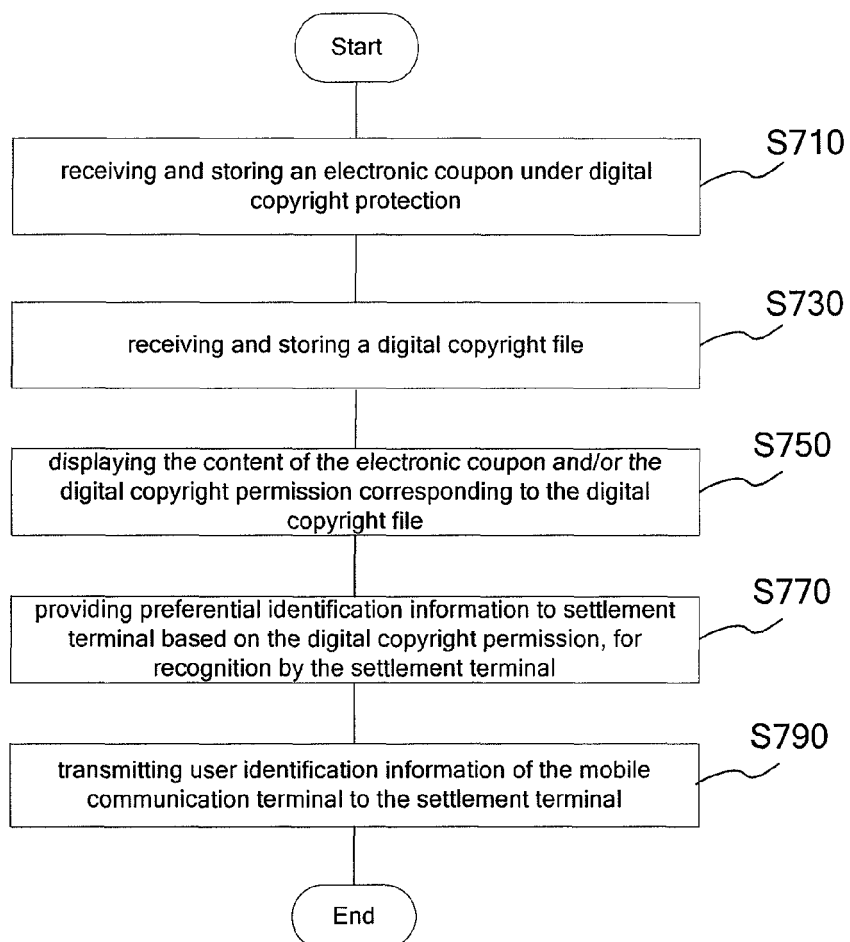 Start
S710
receiving and storing an electronic coupon under digital
copyright protection
S730
receiving and storing a digital copyright file
S750
displaying the content of the electronic coupon and/or the
digital copyright permission corresponding to the digital
copyright file
S770
providing preferential identification information to settlement
terminal based on the digital copyright permission, for
recognition by the settlement terminal
S790
transmitting user identification information of the mobile
communication terminal to the settlement terminal
End